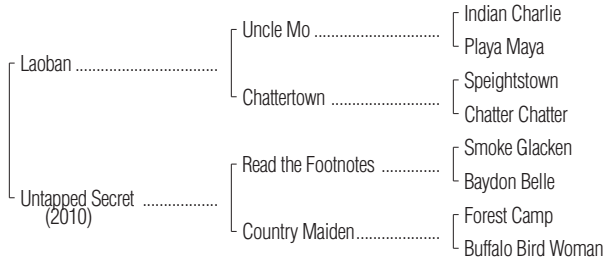 Indian Charlie
Uncle Mo ................................
Playa Maya
Laoban ....................................
Speightstown
Chattertown ...........................
Chatter Chatter
Smoke Glacken
Read the Footnotes ..............
Baydon Belle
Untapped Secret ...................
(2010)
Forest Camp
Country Maiden.....................
Buffalo Bird Woman